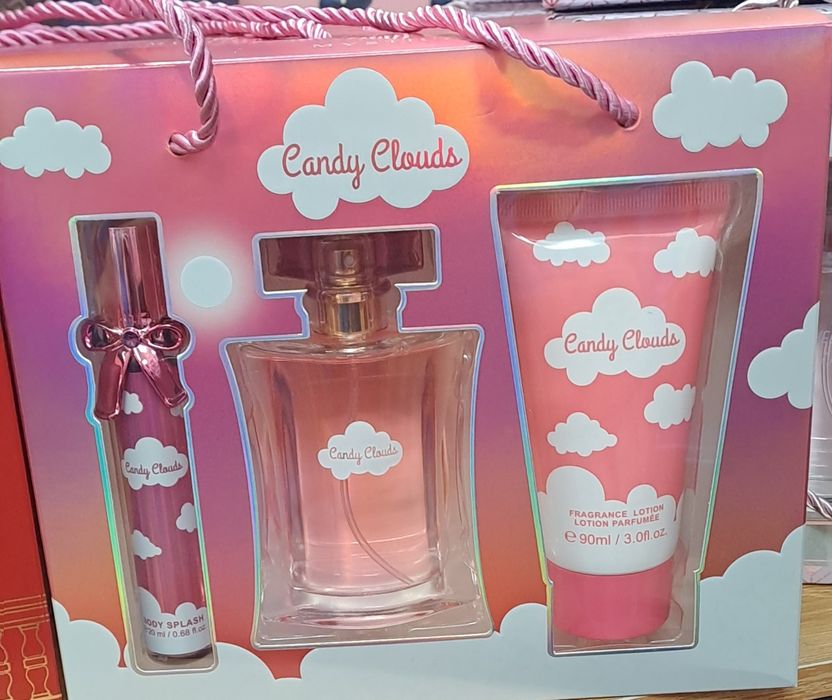 Candy Clouds
Candy Clouds
BODY SPLASH
20 ml / 0.68 fl.oz.
Candy Clouds
Candy Clouds
FRAGRANCE LOTION
LOTION PARFUMÉE
e 90ml / 3.0fl.oz.